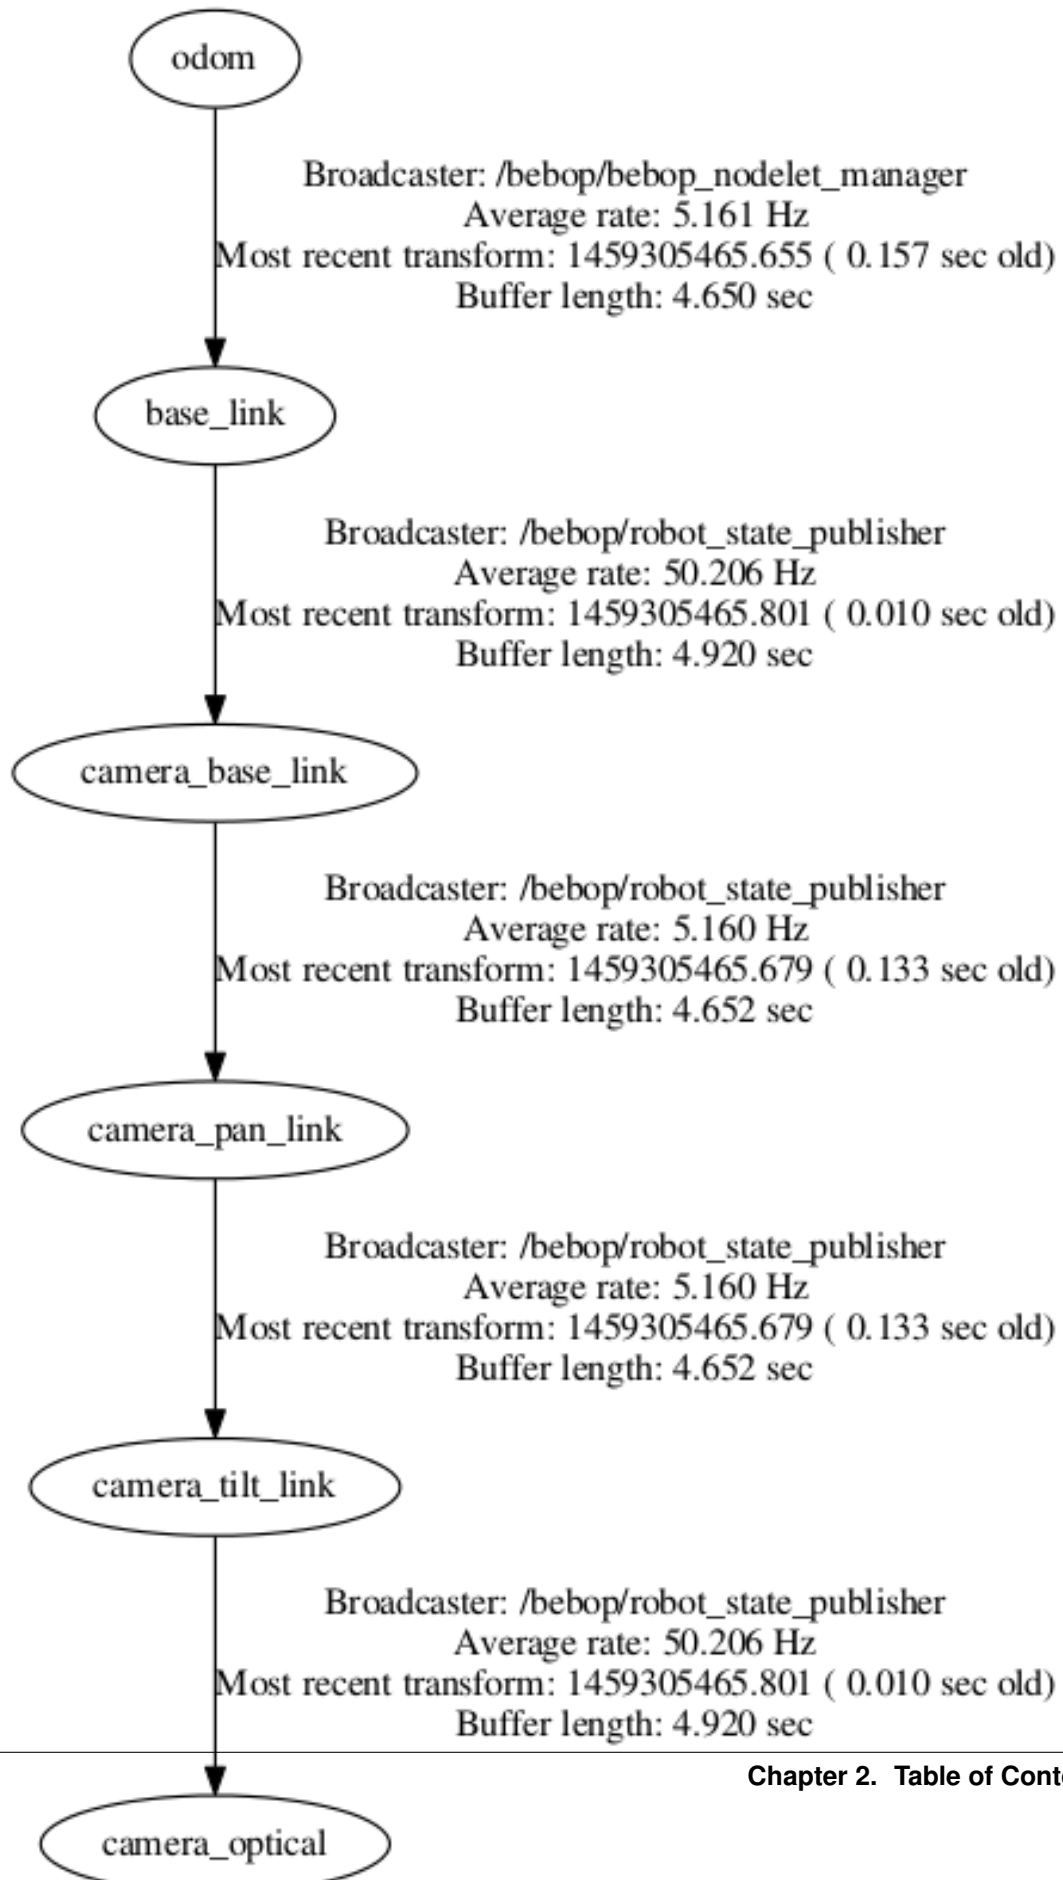 odom
Broadcaster: /bebop/bebop_nodelet_manager
Average rate: 5.161 Hz
Most recent transform: 1459305465.655 ( 0.157 sec old)
Buffer length: 4.650 sec
base_link
Broadcaster: /bebop/robot_state_publisher
Average rate: 50.206 Hz
Most recent transform: 1459305465.801 ( 0.010 sec old)
Buffer length: 4.920 sec
camera_base_link
Broadcaster: /bebop/robot_state_publisher
Average rate: 5.160 Hz
Most recent transform: 1459305465.679 ( 0.133 sec old)
Buffer length: 4.652 sec
camera_pan_link
Broadcaster: /bebop/robot_state_publisher
Average rate: 5.160 Hz
Most recent transform: 1459305465.679 ( 0.133 sec old)
Buffer length: 4.652 sec
camera_tilt_link
Broadcaster: /bebop/robot_state_publisher
Average rate: 50.206 Hz
Most recent transform: 1459305465.801 ( 0.010 sec old)
Buffer length: 4.920 sec
Chapter 2. Table of Cont
camera_optical